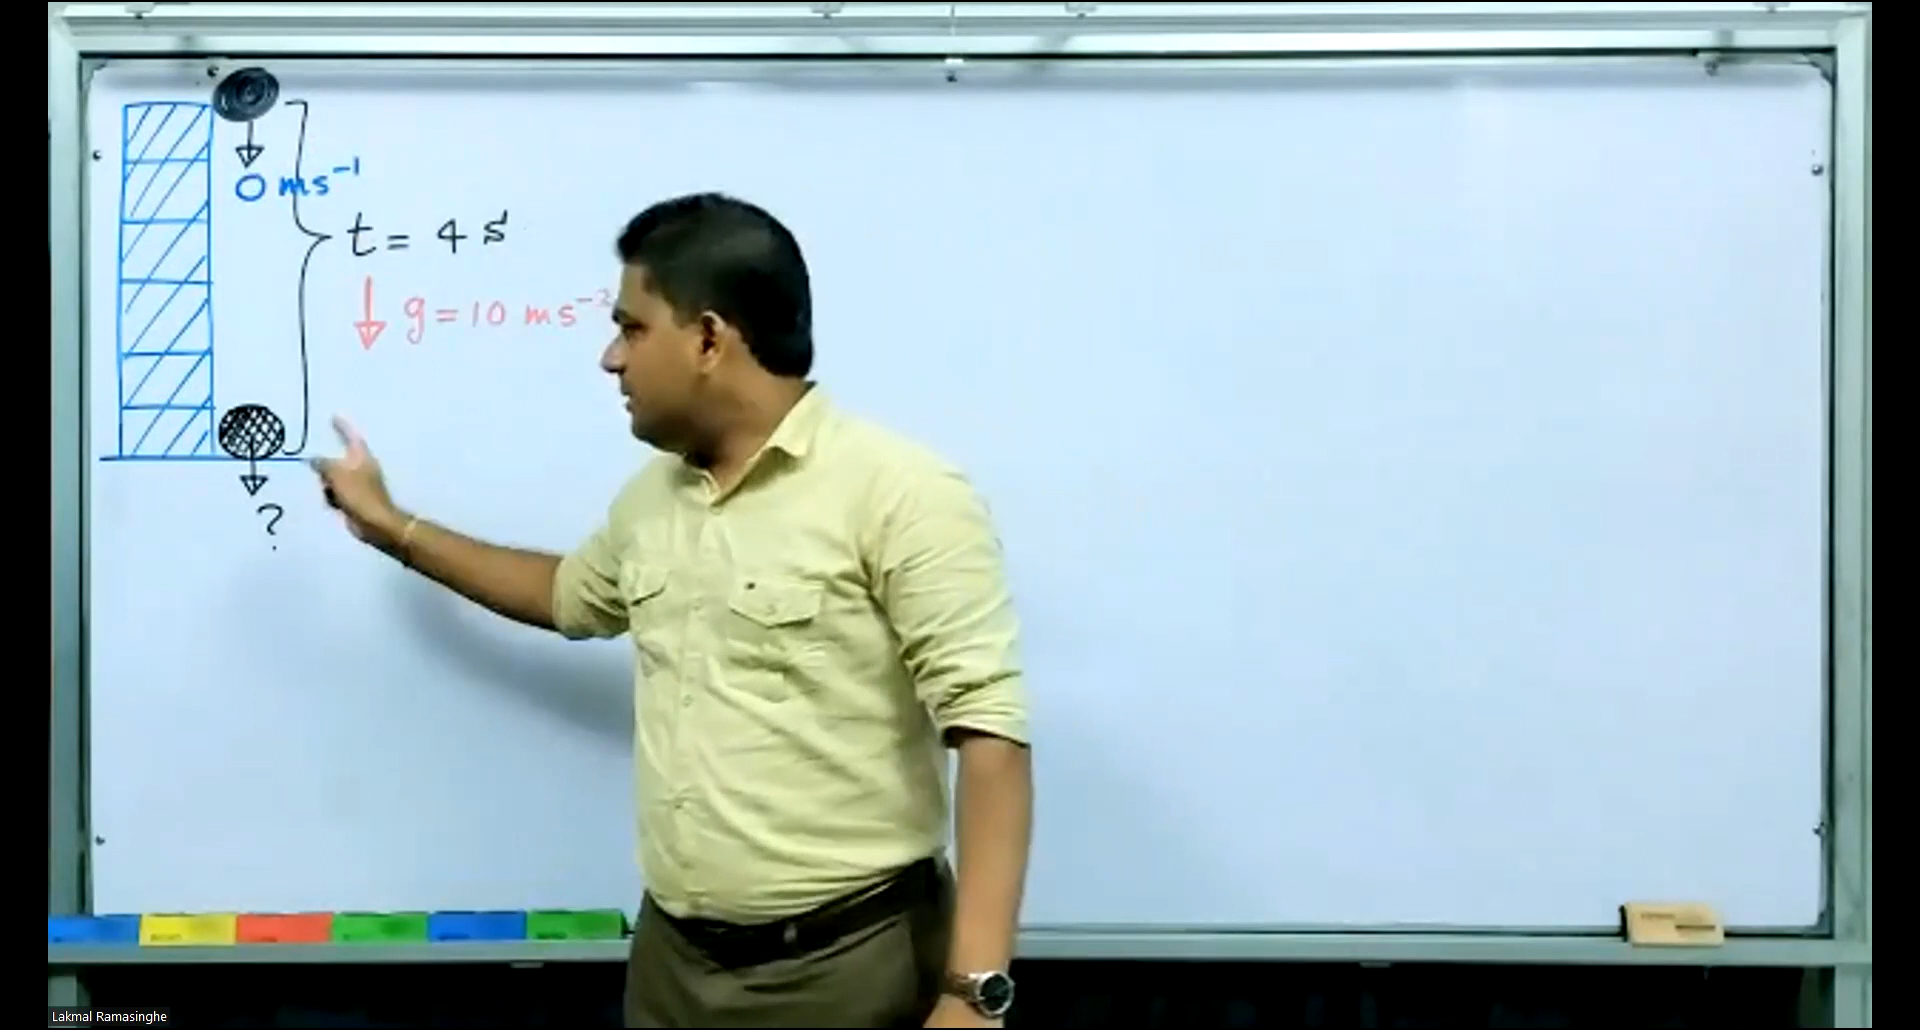 0 ms⁻¹
t = 4 s
g = 10 ms⁻²
?
Lakmal Ramasinghe